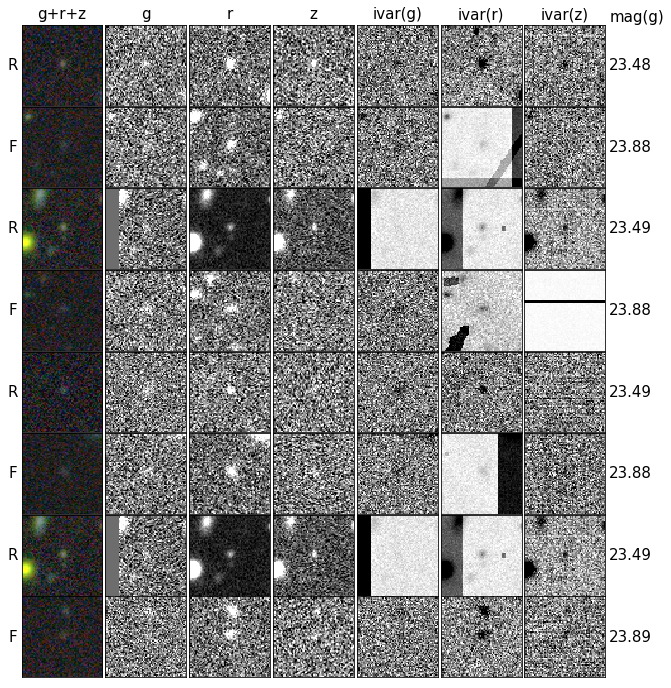 g+r+z g r z ivar(g) ivar(r) ivar(z) mag(g)
R 23.48
F 23.88
R 23.49
F 23.88
R 23.49
F 23.88
R 23.49
F 23.89